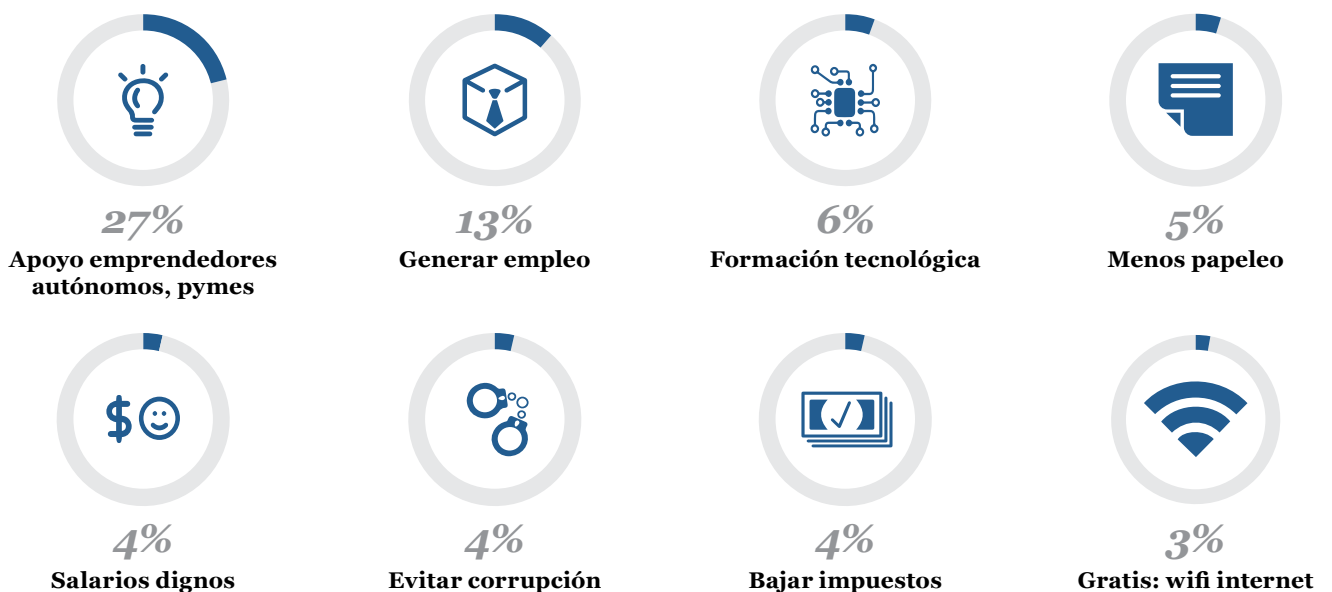 27%
Apoyo emprendedores
autónomos, pymes
13%
Generar empleo
6%
Formación tecnológica
5%
Menos papeleo
4%
Salarios dignos
4%
Evitar corrupción
4%
Bajar impuestos
3%
Gratis: wifi internet